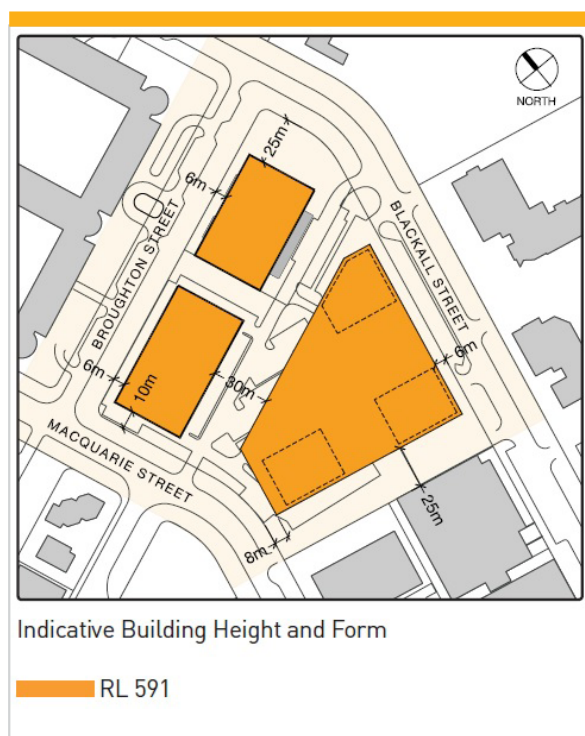 NORTH
25m
6m
BROUGHTON STREET
BLACKALL STREET
6m
6m
10m
30m
MACQUARIE STREET
25m
8m
Indicative Building Height and Form
RL 591